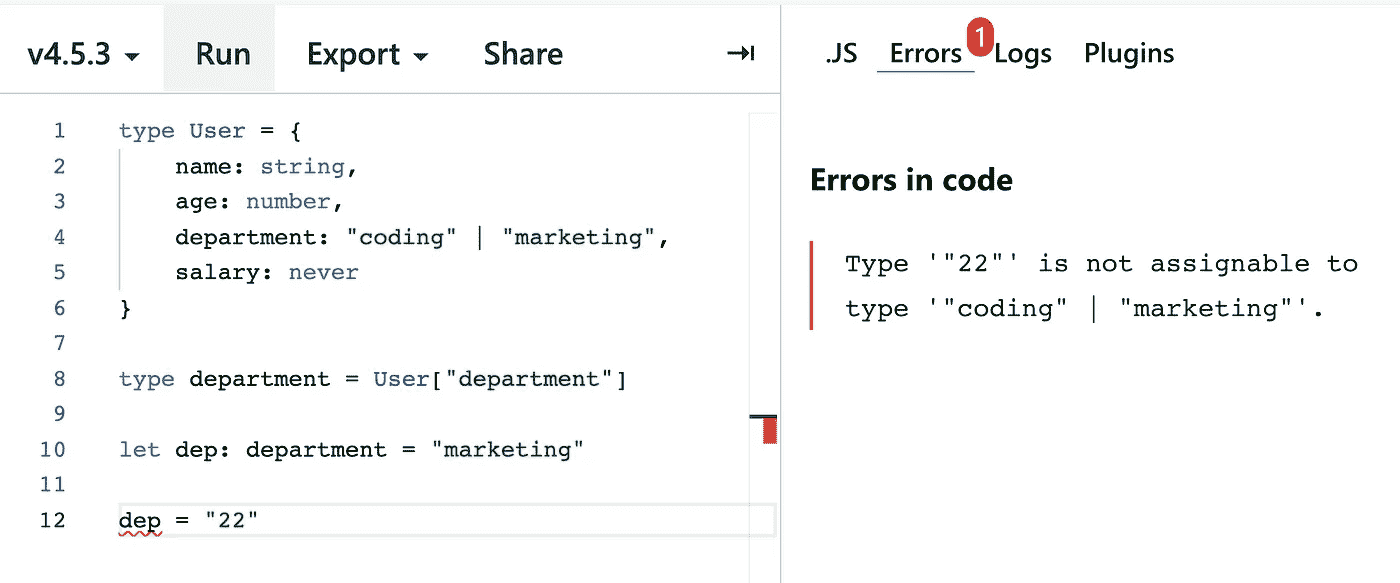 v4.5.3 Run Export Share
.JS Errors 1 Logs Plugins
1 type User = {
2 name: string,
3 age: number,
4 department: "coding" | "marketing",
5 salary: never
6 }
7
8 type department = User["department"]
9
10 let dep: department = "marketing"
11
12 dep = "22"
Errors in code
Type '"22"' is not assignable to
type '"coding" | "marketing"'.